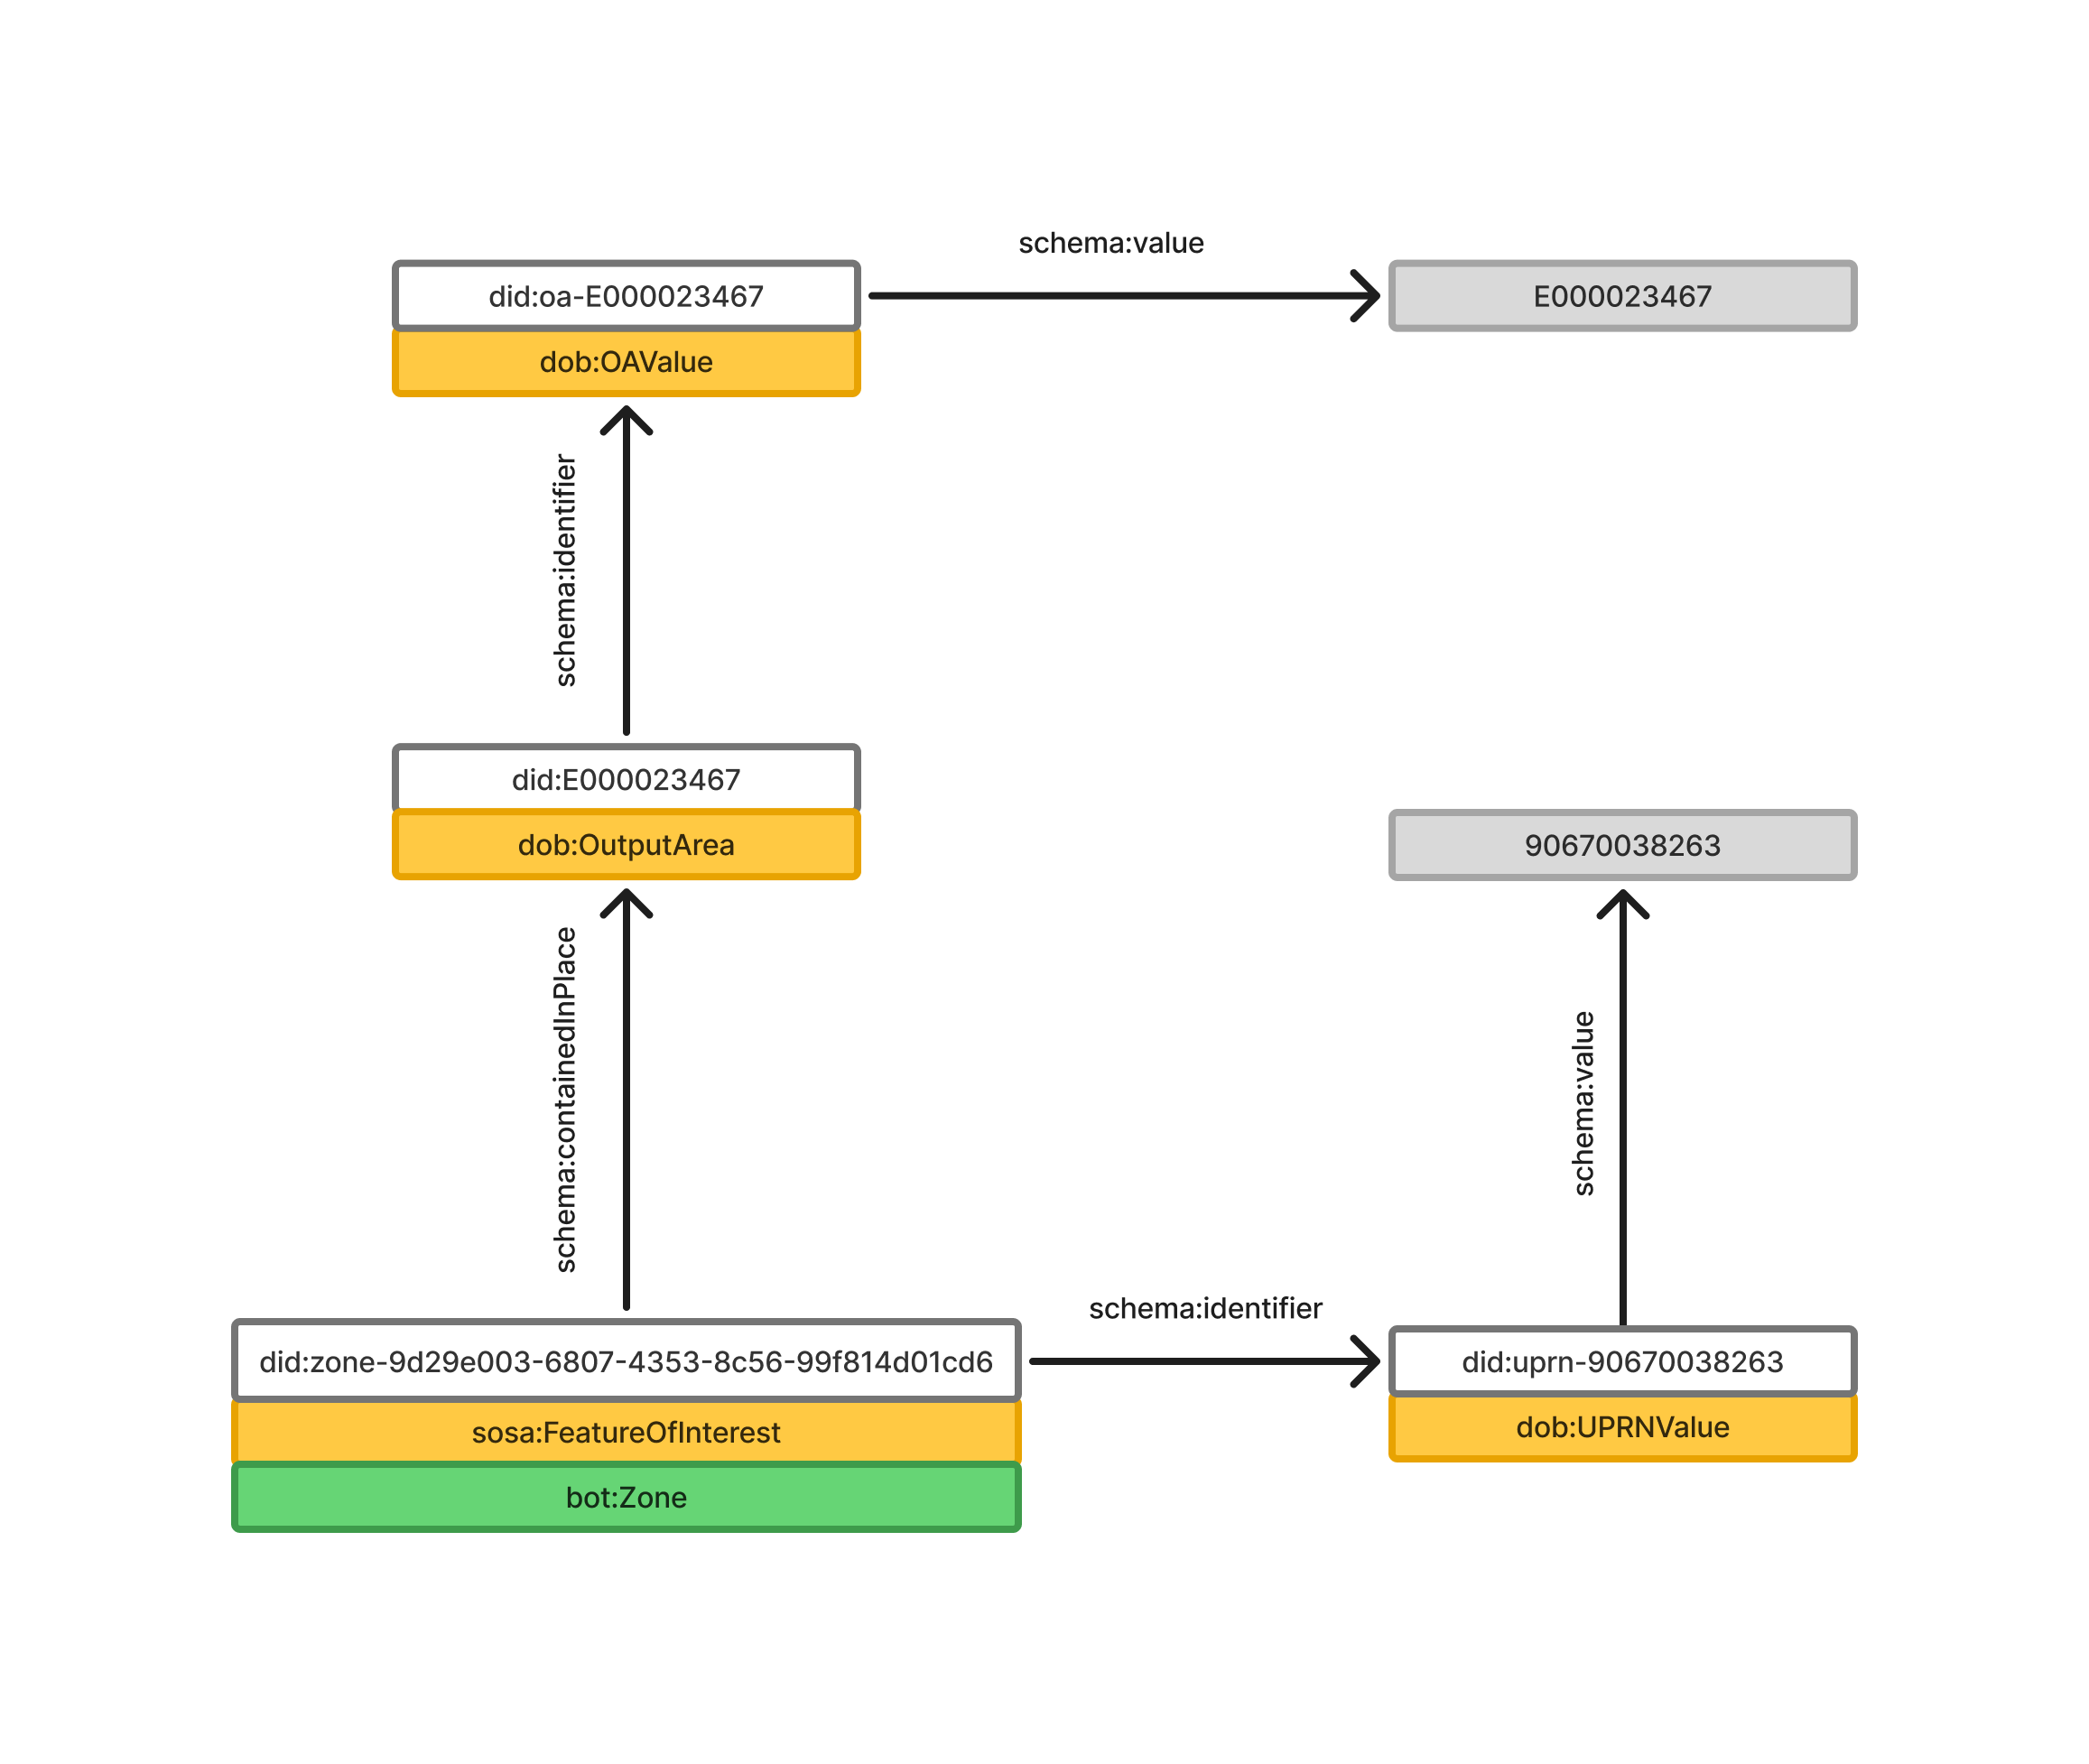 schema:value
did:oa-E000023467
E000023467
dob:OAValue
schema:identifier
did:E000023467
dob:OutputArea
90670038263
schema:containedInPlace
schema:value
schema:identifier
did:zone-9d29e003-6807-4353-8c56-99f814d01cd6
did:uprn-90670038263
sosa:FeatureOfInterest
dob:UPRNValue
bot:Zone